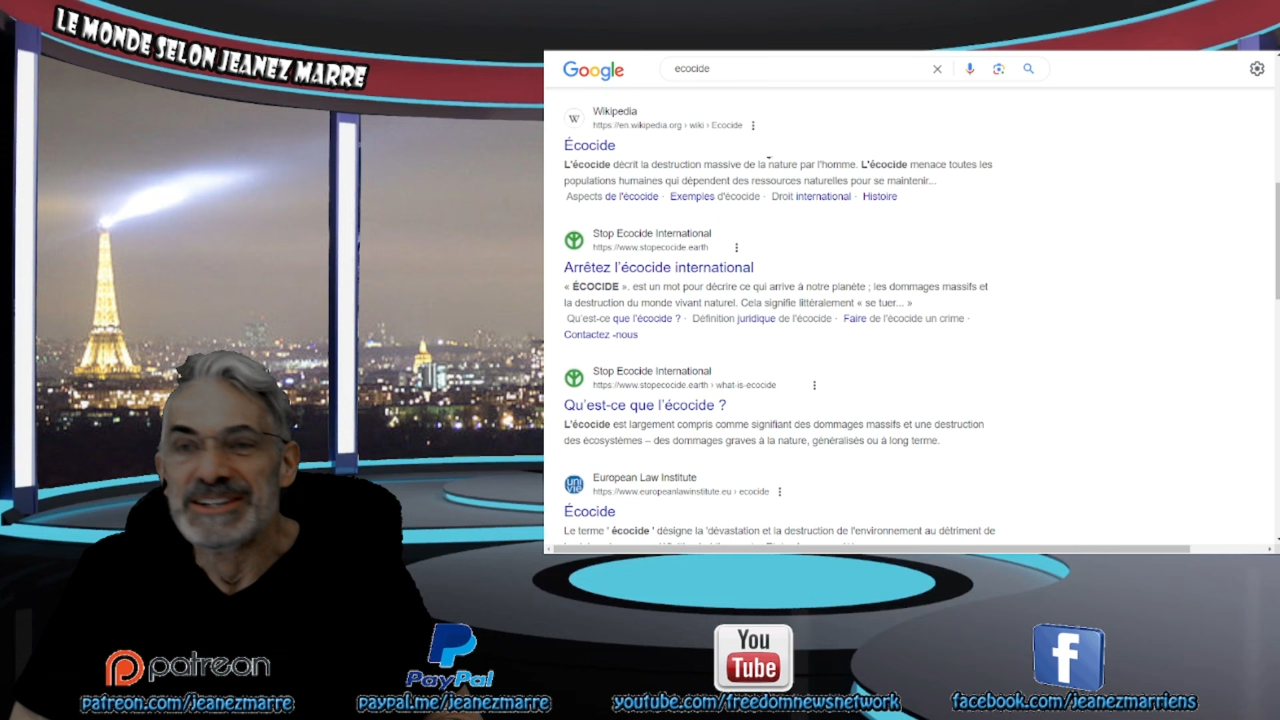 LE MONDE SELON JEANEZ MARRE
Google
ecocide
W
Wikipedia
https://en.wikipedia.org › wiki › Ecocide
Écocide
L'écocide décrit la destruction massive de la nature par l'homme. L'écocide menace toutes les
populations humaines qui dépendent des ressources naturelles pour se maintenir...
Aspects de l'écocide · Exemples d'écocide · Droit international · Histoire
Stop Ecocide International
https://www.stopecocide.earth
Arrêtez l'écocide international
« ÉCOCIDE ». est un mot pour décrire ce qui arrive à notre planète ; les dommages massifs et
la destruction du monde vivant naturel. Cela signifie littéralement « se tuer... »
Qu'est-ce que l'écocide ? · Définition juridique de l'écocide · Faire de l'écocide un crime ·
Contactez -nous
Stop Ecocide International
https://www.stopecocide.earth › what-is-ecocide
Qu'est-ce que l'écocide ?
L'écocide est largement compris comme signifiant des dommages massifs et une destruction
des écosystèmes – des dommages graves à la nature, généralisés ou à long terme.
uni
vie
European Law Institute
https://www.europeanlawinstitute.eu › ecocide
Écocide
Le terme ' écocide ' désigne la 'dévastation et la destruction de l'environnement au détriment de
patreon
patreon.com/jeanezmarre
PayPal
paypal.me/jeanezmarre
You
Tube
youtube.com/freedomnewsnetwork
f
facebook.com/jeanezmarriens